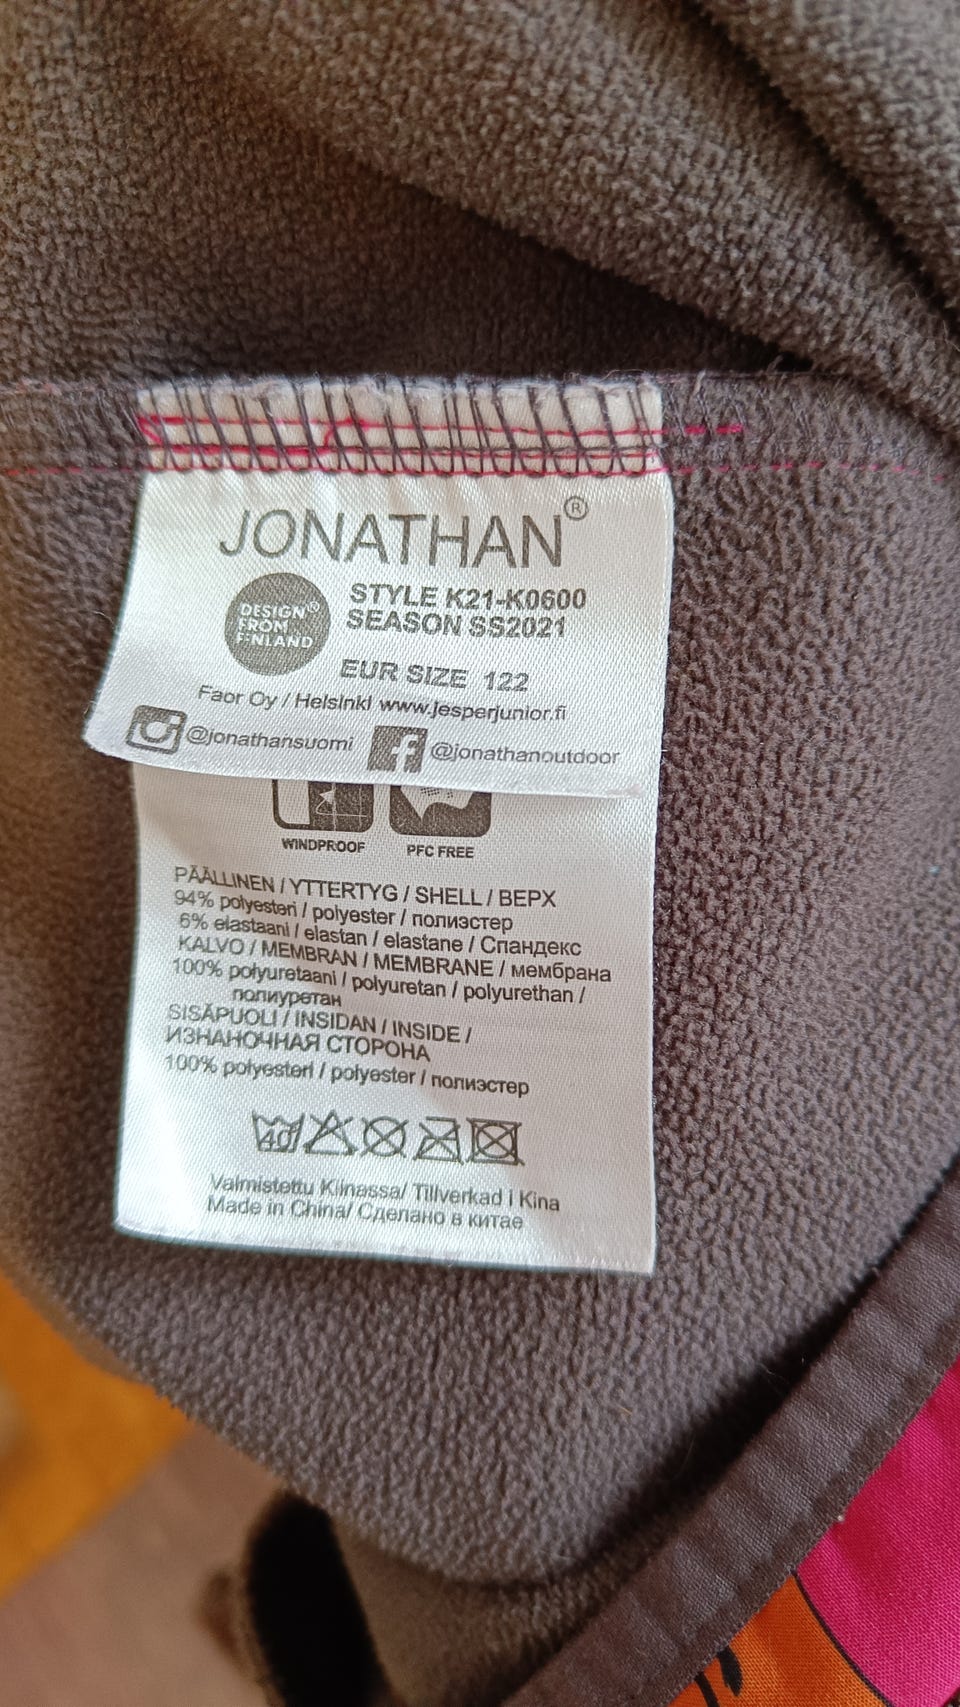 JONATHAN®
DESIGN®
FROM
FINLAND
STYLE K21-K0600
SEASON SS2021
EUR SIZE 122
Faor Oy / Helsinki www.jesperjunior.fi
@jonathansuomi
@jonathanoutdoor
WINDPROOF
PFC FREE
PÄÄLLINEN / YTTERTYG / SHELL / ВЕРХ
94% polyesteri / polyester / полиэстер
6% elastaani / elastan / elastane / Спандекс
KALVO / MEMBRAN / MEMBRANE / мембрана
100% polyuretaani / polyuretan / polyurethan /
полиуретан
SISÄPUOLI / INSIDAN / INSIDE /
ИЗНАНОЧНАЯ СТОРОНА
100% polyesteri / polyester / полиэстер
40
Valmistettu Kiinassa/ Tillverkad i Kina
Made in China/ Сделано в китае